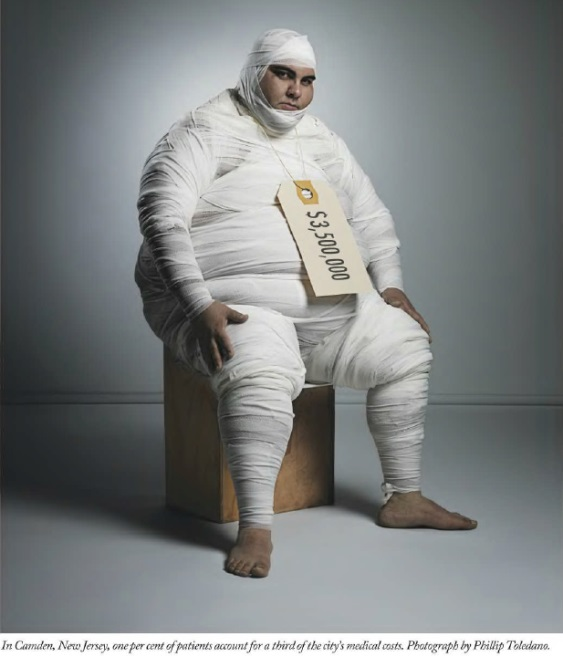 $3,500,000
In Camden, New Jersey, one per cent of patients account for a third of the city's medical costs. Photograph by Phillip Toledano.